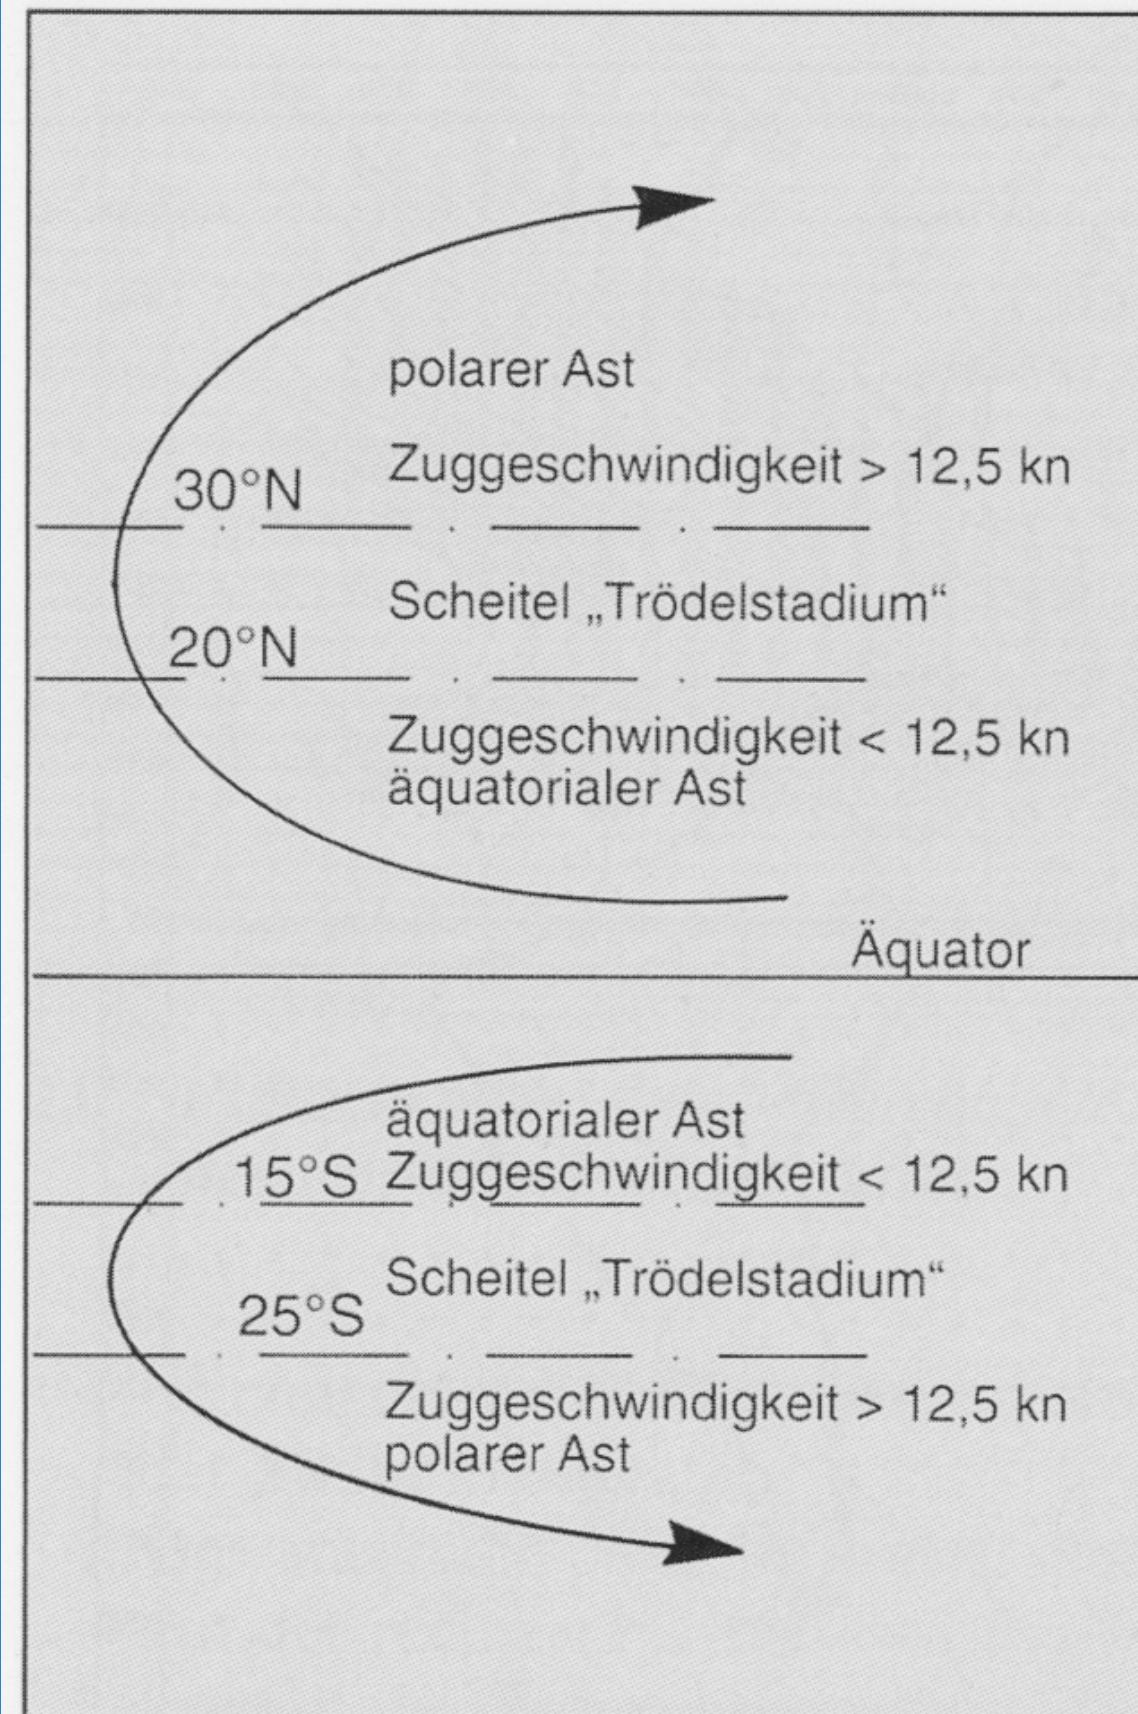 polarer Ast
Zuggeschwindigkeit > 12,5 kn
30°N
Scheitel „Trödelstadium“
20°N
Zuggeschwindigkeit < 12,5 kn
äquatorialer Ast
Äquator
äquatorialer Ast
15°S Zuggeschwindigkeit < 12,5 kn
Scheitel „Trödelstadium“
25°S
Zuggeschwindigkeit > 12,5 kn
polarer Ast